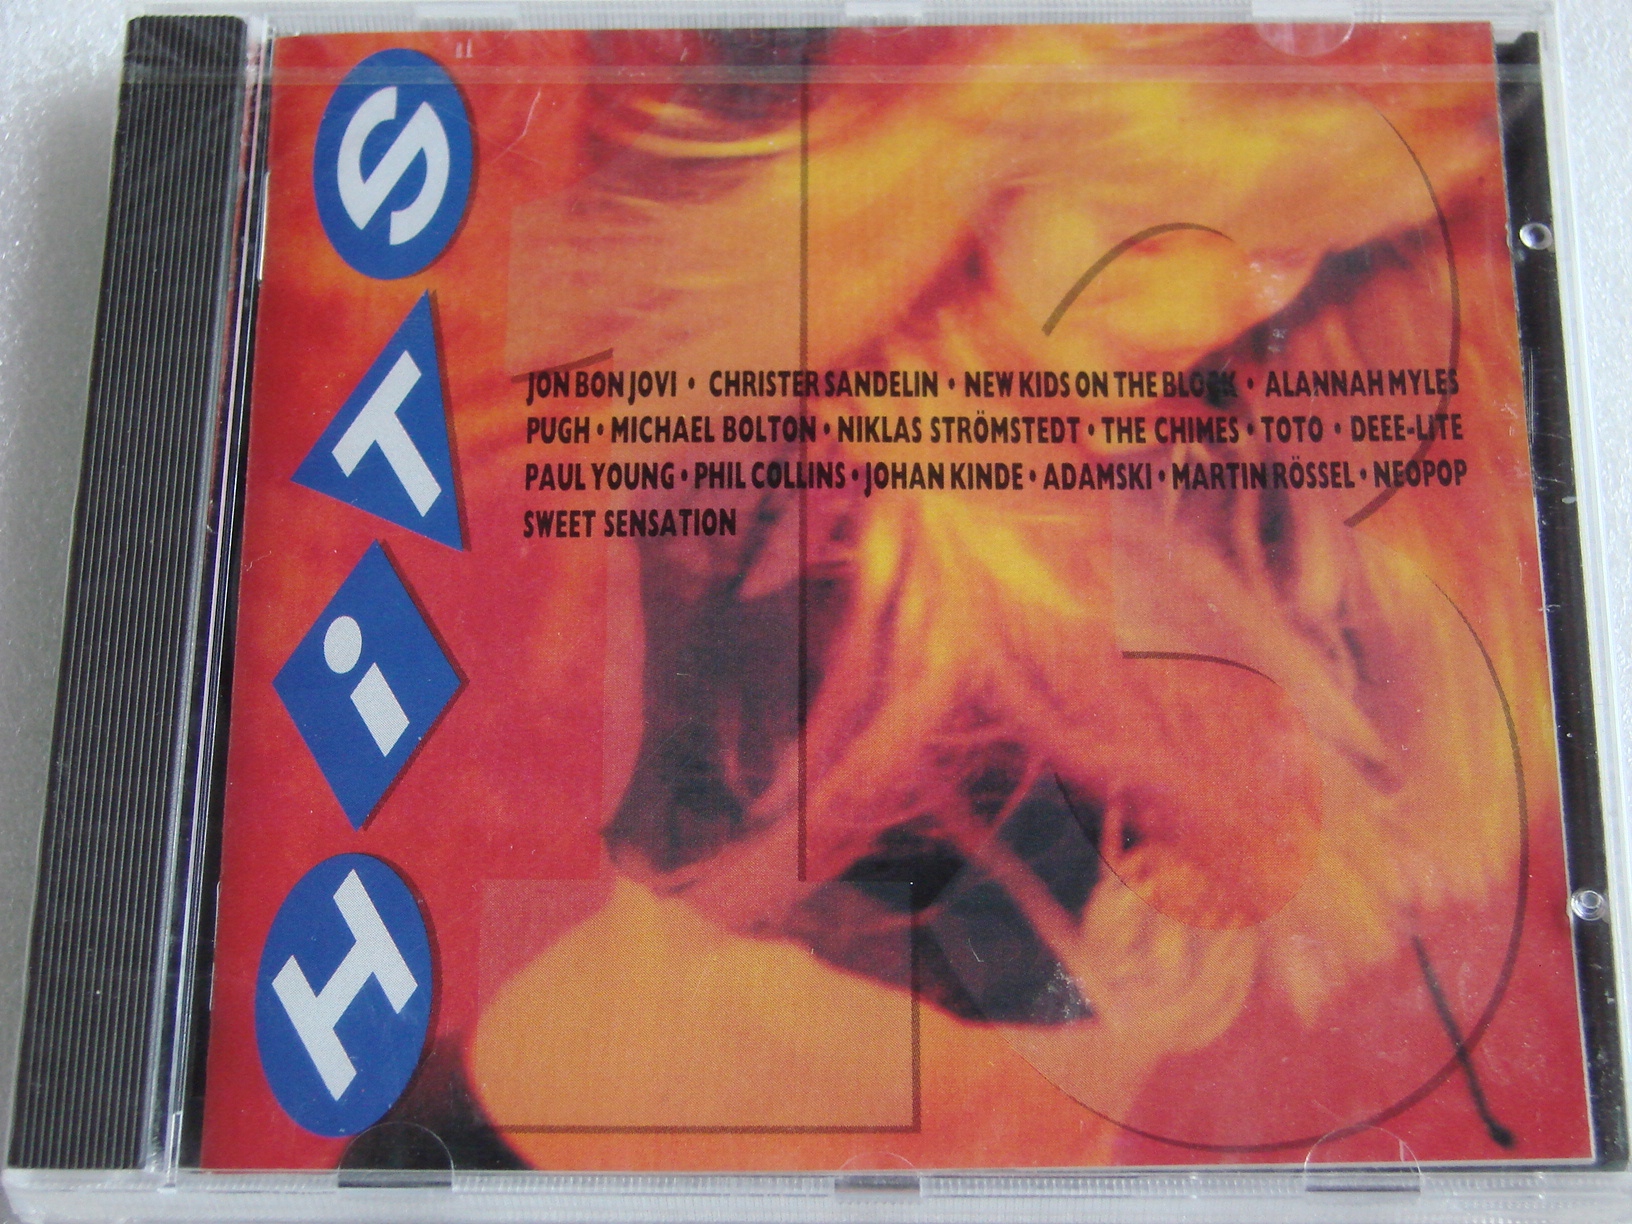 HiTS
13
JON BON JOVI • CHRISTER SANDELIN • NEW KIDS ON THE BLOCK • ALANNAH MYLES
PUGH • MICHAEL BOLTON • NIKLAS STRÖMSTEDT • THE CHIMES • TOTO • DEEE-LITE
PAUL YOUNG • PHIL COLLINS • JOHAN KINDE • ADAMSKI • MARTIN RÖSSEL • NEOPOP
SWEET SENSATION